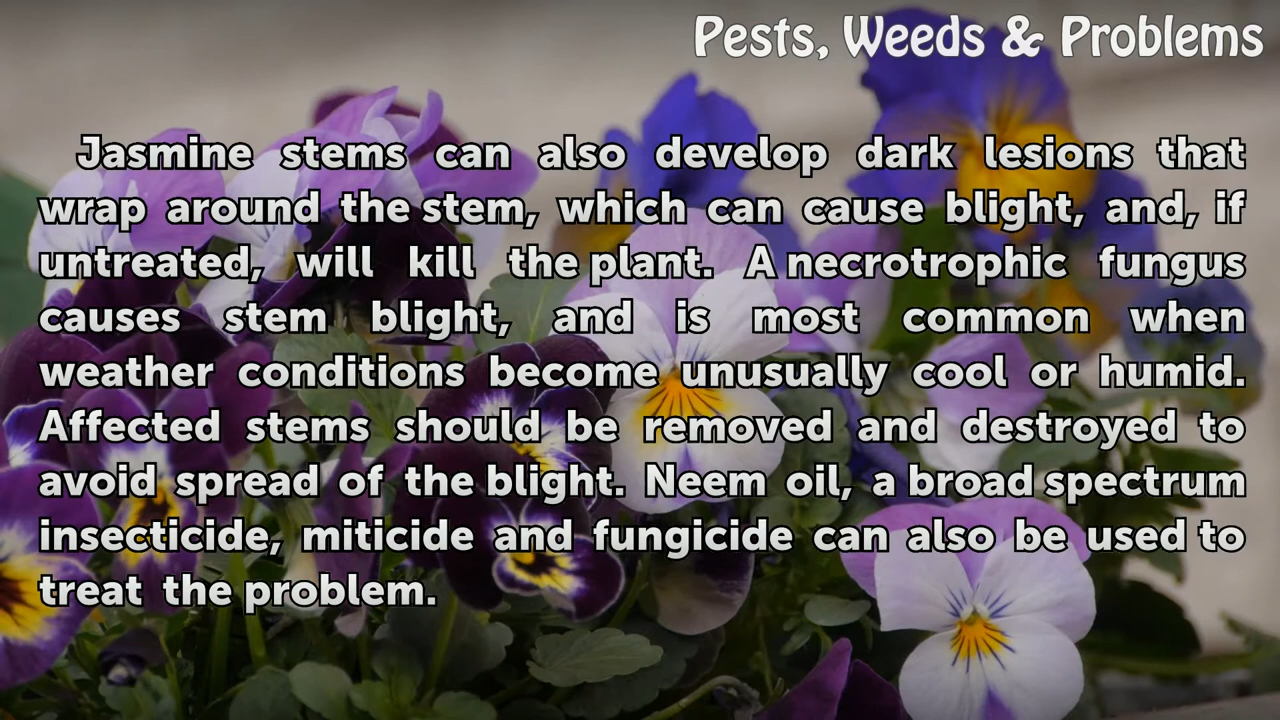 Pests, Weeds & Problems
Jasmine stems can also develop dark lesions that
wrap around the stem, which can cause blight, and, if
untreated, will kill the plant. A necrotrophic fungus
causes stem blight, and is most common when
weather conditions become unusually cool or humid.
Affected stems should be removed and destroyed to
avoid spread of the blight. Neem oil, a broad spectrum
insecticide, miticide and fungicide can also be used to
treat the problem.